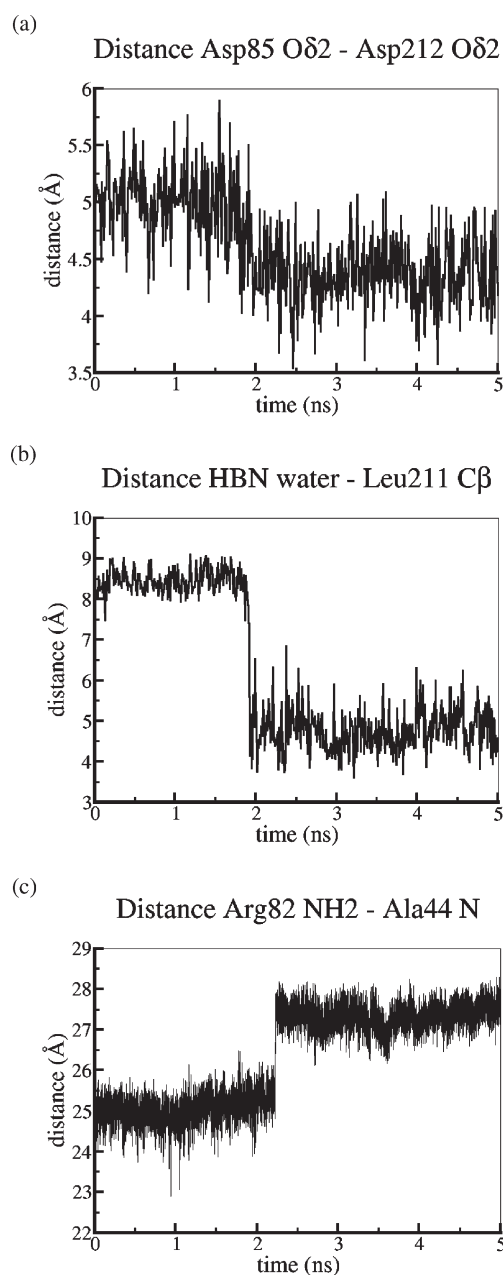 (a)
Distance Asp85 Oδ2 - Asp212 Oδ2
6
5.5
5
4.5
4
3.5
distance (Å)
0 1 2 3 4 5
time (ns)
(b)
Distance HBN water - Leu211 Cβ
10
9
8
7
6
5
4
3
distance (Å)
0 1 2 3 4 5
time (ns)
(c)
Distance Arg82 NH2 - Ala44 N
29
28
27
26
25
24
23
22
distance (Å)
0 1 2 3 4 5
time (ns)